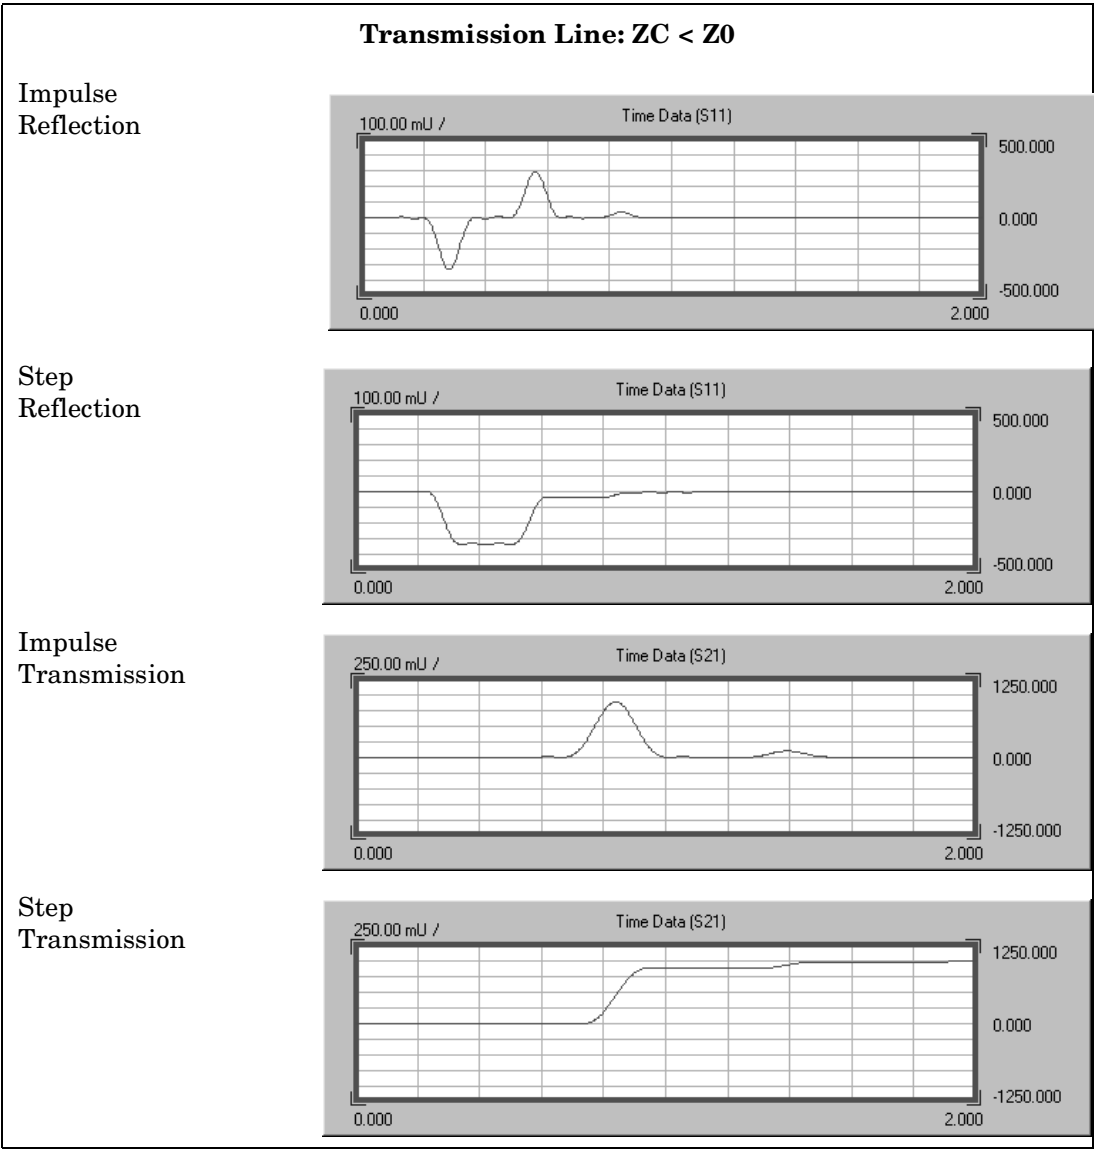 Transmission Line: ZC < Z0
Impulse
Reflection
100.00 mU /
Time Data (S11)
500.000
0.000
-500.000
0.000
2.000
Step
Reflection
100.00 mU /
Time Data (S11)
500.000
0.000
-500.000
0.000
2.000
Impulse
Transmission
250.00 mU /
Time Data (S21)
1250.000
0.000
-1250.000
0.000
2.000
Step
Transmission
250.00 mU /
Time Data (S21)
1250.000
0.000
-1250.000
0.000
2.000